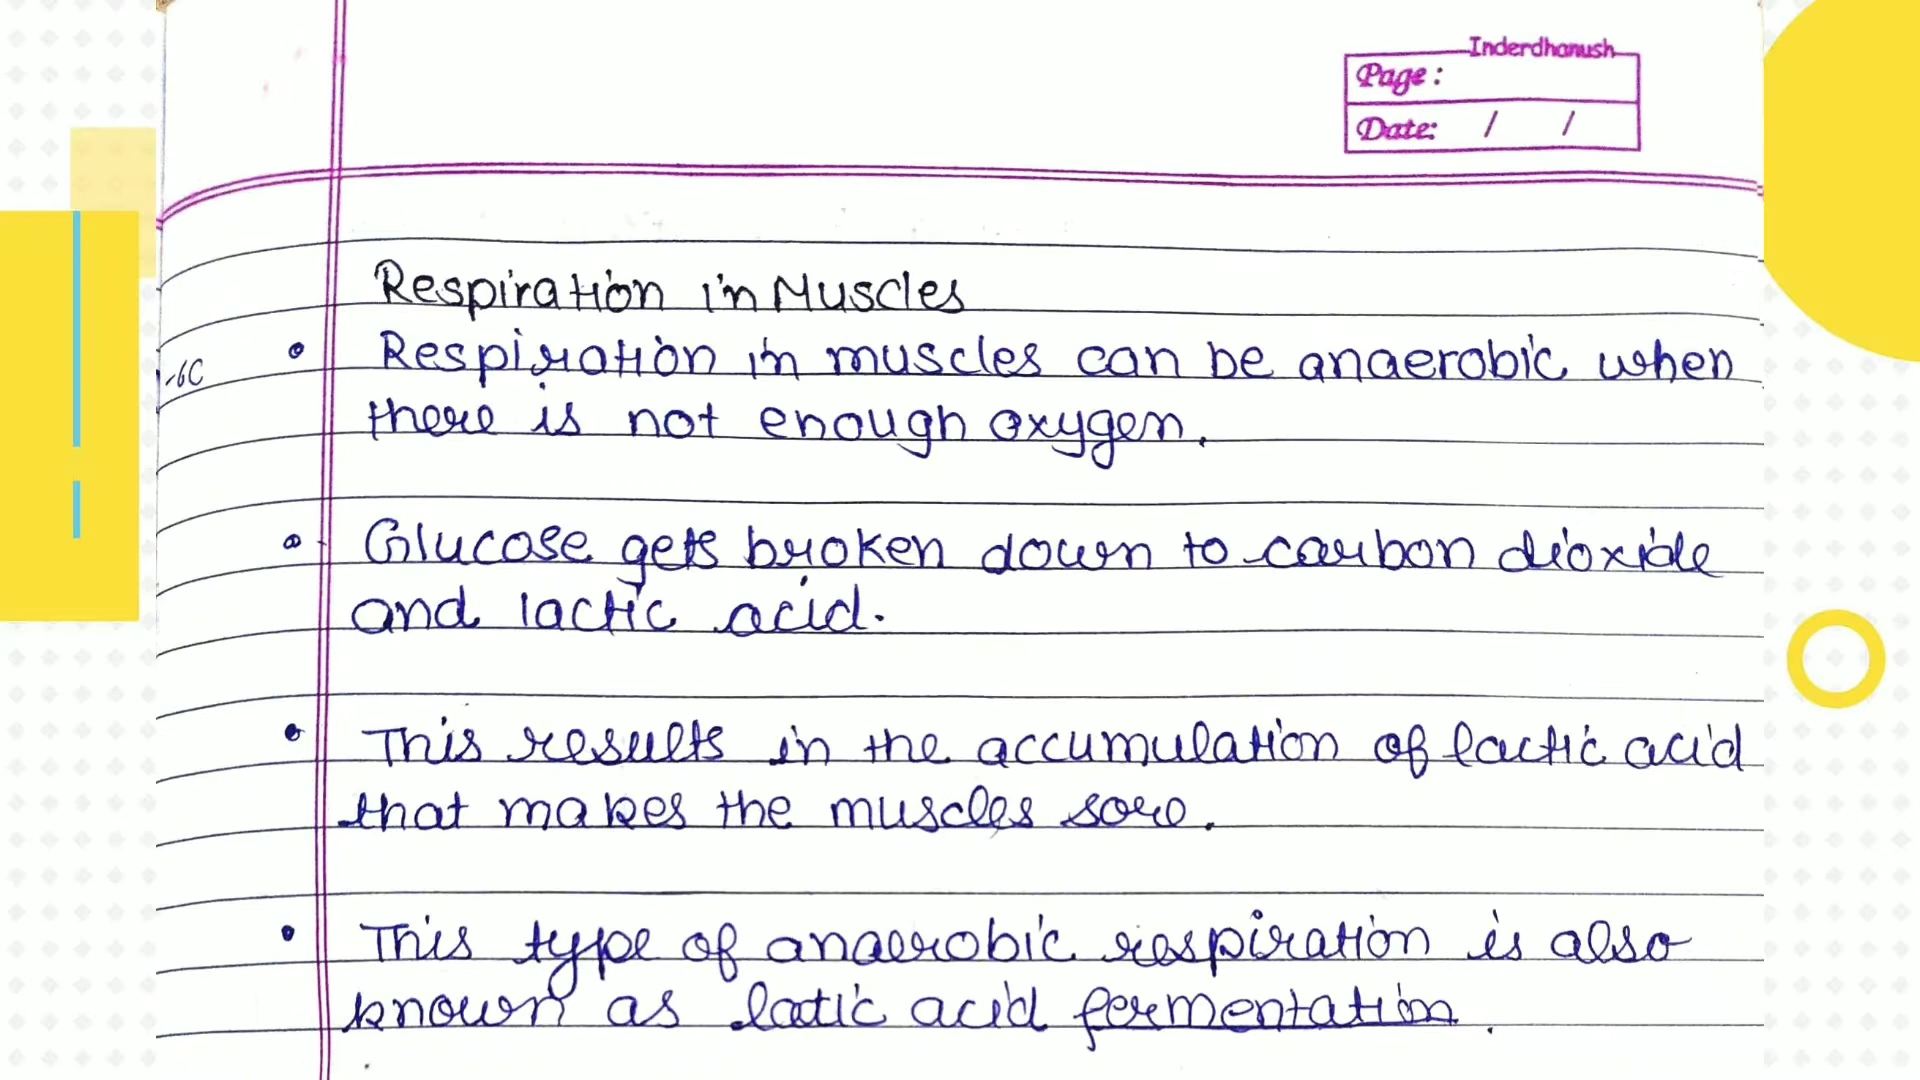 Inderdhanush
Page:
Date: / /
Respiration in Muscles
-6C
• Respiration in muscles can be anaerobic when
there is not enough oxygen.
• Glucose gets broken down to carbon dioxide
and lactic acid.
• This results in the accumulation of lactic acid
that makes the muscles sore.
• This type of anaerobic respiration is also
known as lactic acid fermentation.